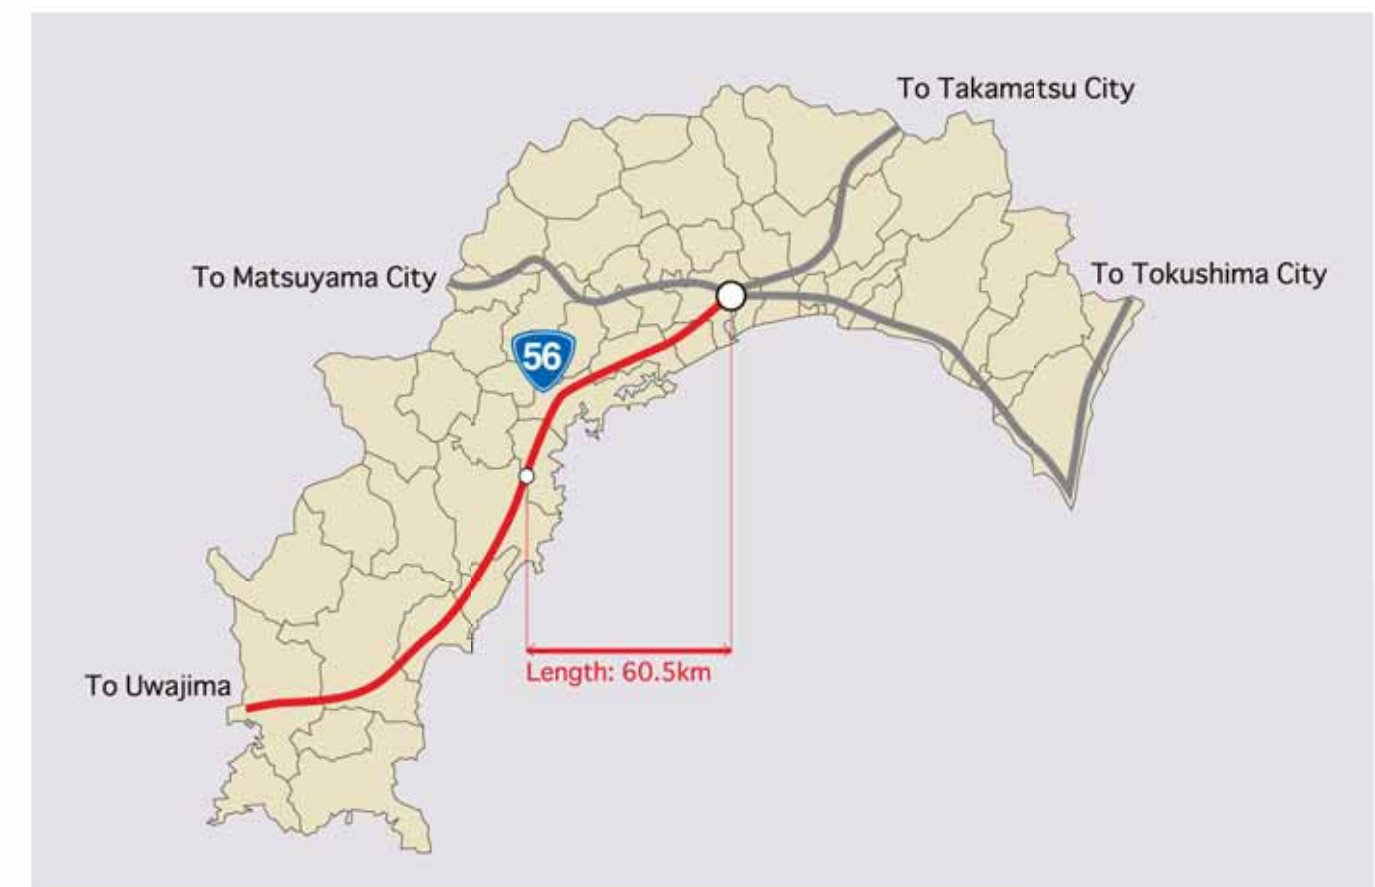 To Takamatsu City
To Matsuyama City
To Tokushima City
56
Length: 60.5km
To Uwajima